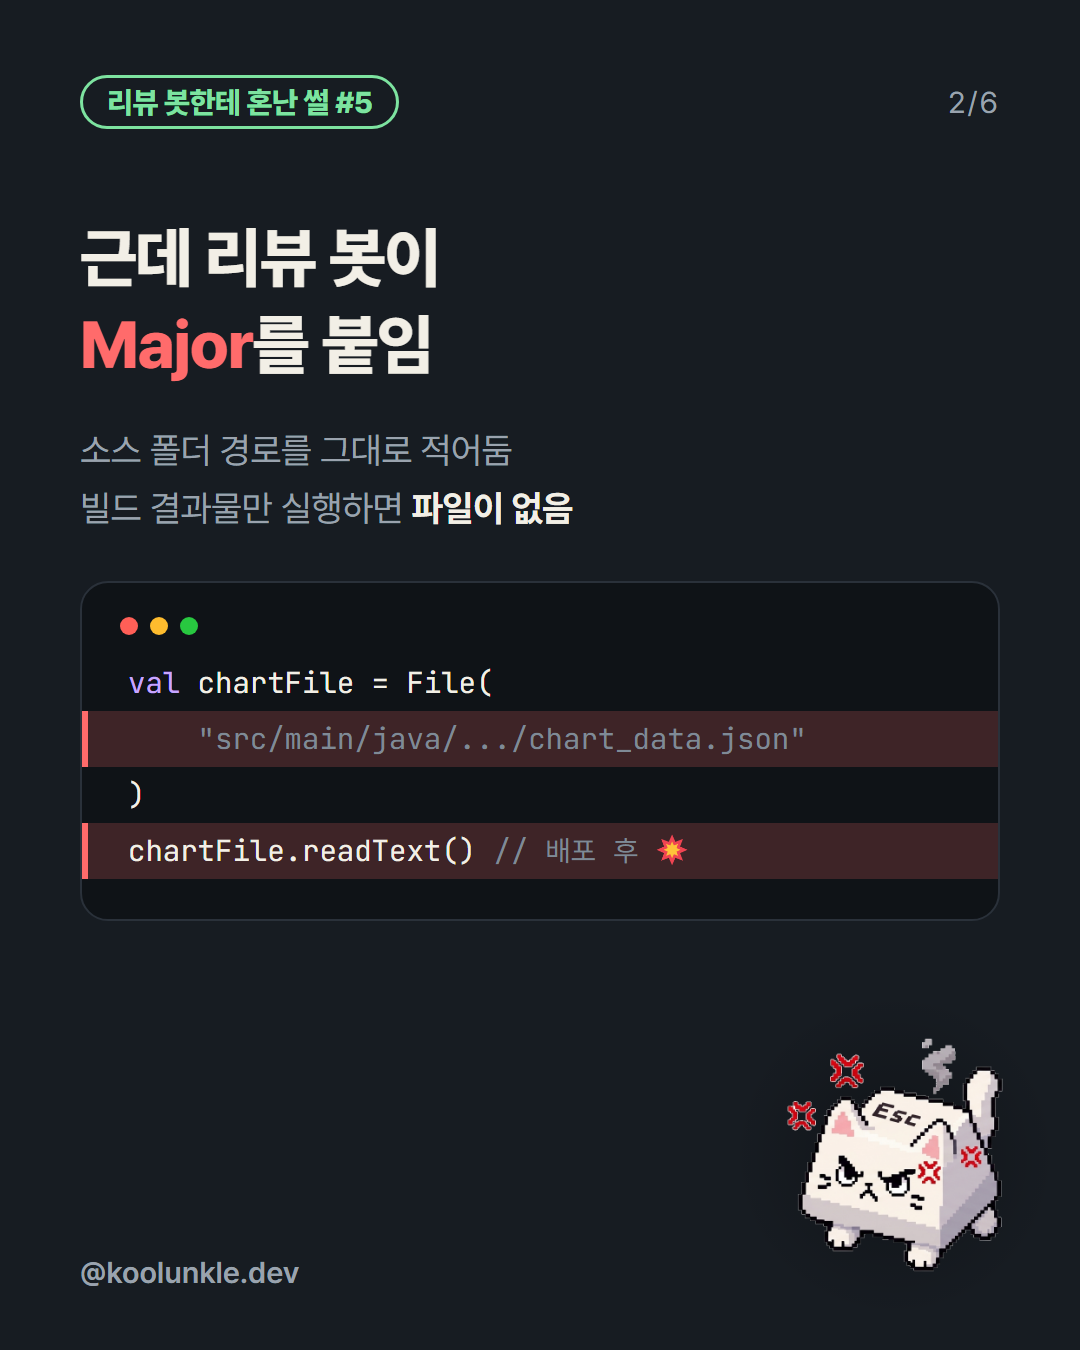 리뷰 봇한테 혼난 썰 #5
2/6
근데 리뷰 봇이
Major를 붙임
소스 폴더 경로를 그대로 적어둠
빌드 결과물만 실행하면 파일이 없음
val chartFile = File(
    "src/main/java/.../chart_data.json"
)
chartFile.readText() // 배포 후 💥
Esc
@koolunkle.dev